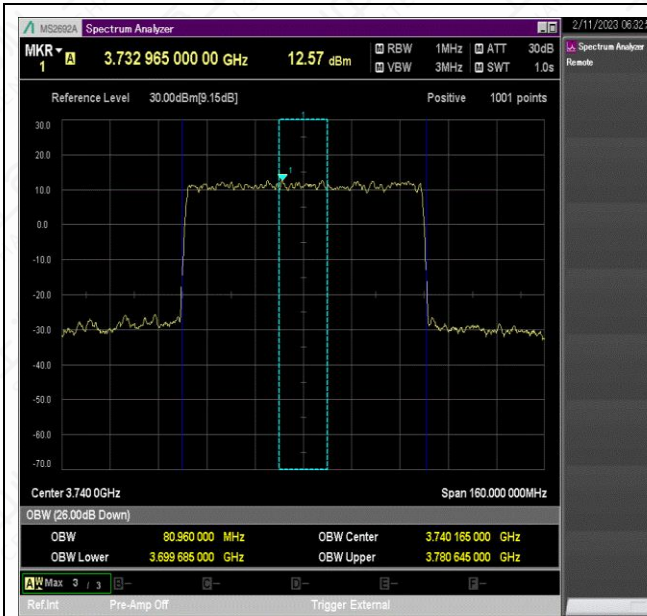 MS2692A Spectrum Analyzer
2/11/2023 06:32:5
MKR 1 A 3.732 965 000 00 GHz 12.57 dBm M RBW 1MHz M ATT 30dB
M VBW 3MHz M SWT 1.0s
Spectrum Analyzer
Remote
Reference Level 30.00dBm[9.15dB] Positive 1001 points
30.0
20.0
1
10.0
0.0
-10.0
-20.0
-30.0
-40.0
-50.0
-60.0
-70.0
Center 3.740 0GHz Span 160.000 000MHz
OBW (26.00dB Down)
OBW 80.960 000 MHz OBW Center 3.740 165 000 GHz
OBW Lower 3.699 685 000 GHz OBW Upper 3.780 645 000 GHz
A W Max 3 / 3 B- C- D- E- F-
Ref.Int Pre-Amp Off Trigger External